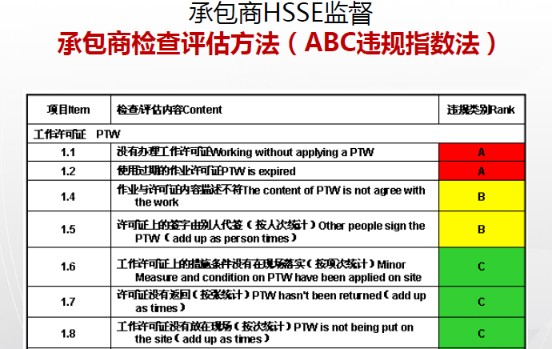 承包商HSSE监督
承包商检查评估方法（ABC违规指数法）
项目Item 检查/评估内容Content 违规类别Rank
工作许可证 PTW
1.1 没有办理工作许可证Working without applying a PTW A
1.2 使用过期的作业许可证PTW is expired A
1.4 作业与许可证内容描述不符The content of PTW is not agree with
the work B
1.5 许可证上的签字由别人代签（按人次统计）Other people sign the
PTW（add up as person times） B
1.6 工作许可证上的措施条件没有在现场落实（按项次统计）Minor
Measure and condition on PTW have been applied on site C
1.7 许可证没有返回（按张统计）PTW hasn't been returned（add up
as times） C
1.8 工作许可证没有放在现场（按次统计）PTW is not being put on
the site（add up as times） C